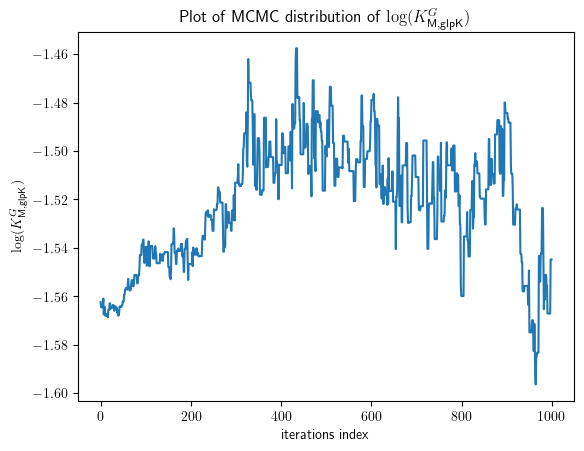 Plot of MCMC distribution of log(K^G_{M,glpK})
−1.46
−1.48
−1.50
−1.52
−1.54
−1.56
−1.58
−1.60
log(K^G_{M,glpK})
0 200 400 600 800 1000
iterations index